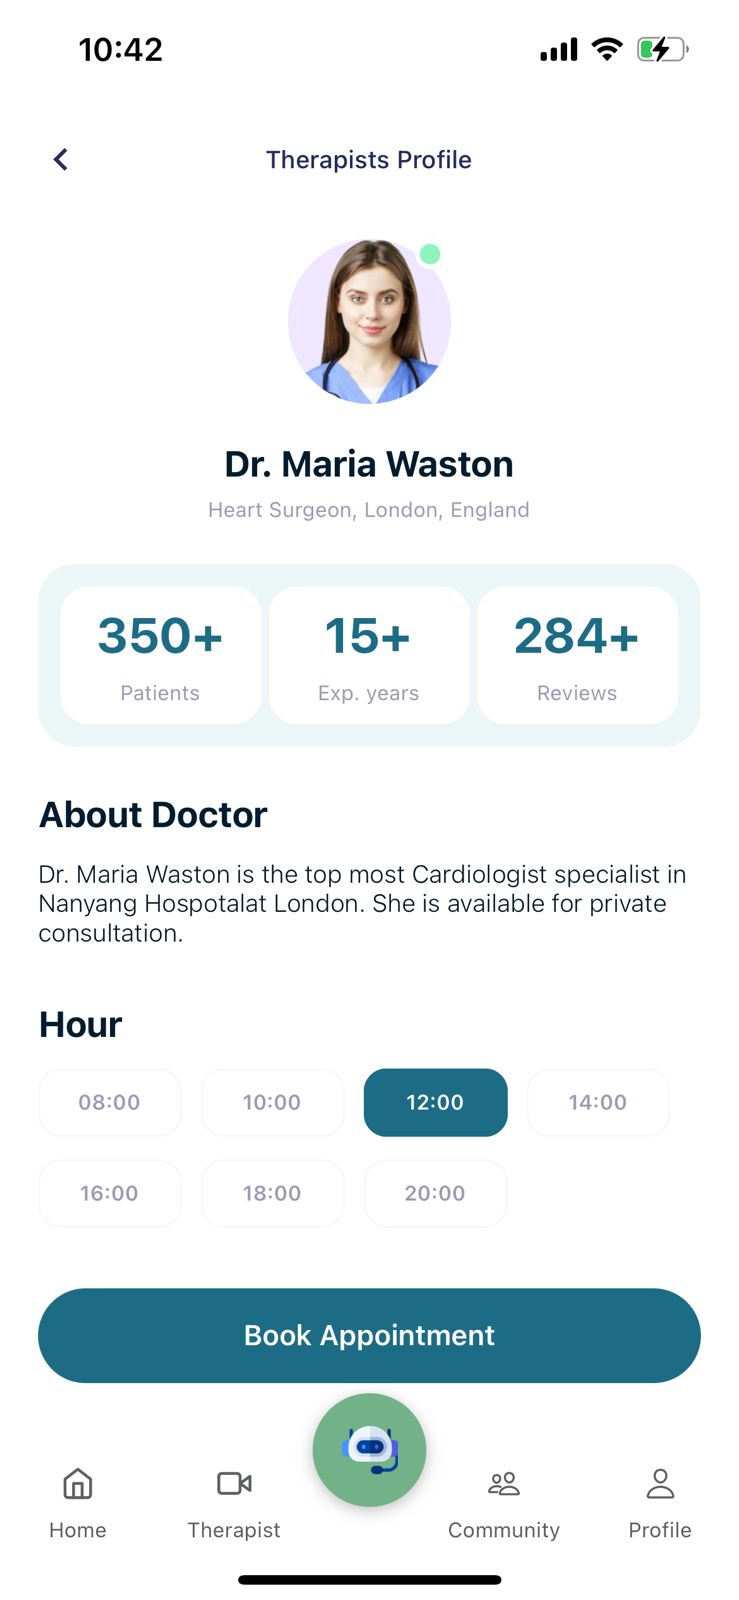 10:42
Therapists Profile
Dr. Maria Waston
Heart Surgeon, London, England
350+ 15+ 284+
Patients Exp. years Reviews
About Doctor
Dr. Maria Waston is the top most Cardiologist specialist in
Nanyang Hospotalat London. She is available for private
consultation.
Hour
08:00 10:00 12:00 14:00
16:00 18:00 20:00
Book Appointment
Home Therapist Community Profile